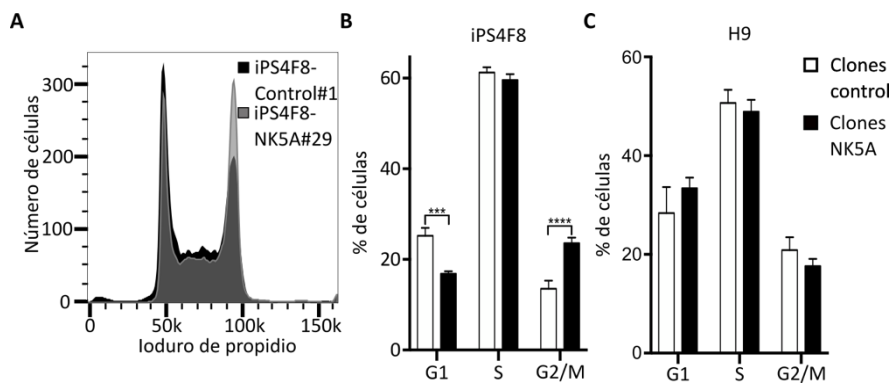 A
Número de células
300
200
100
0
0
50k
100k
150k
Ioduro de propidio
iPS4F8-
Control#1
iPS4F8-
NK5A#29
B
iPS4F8
% de células
60
40
20
0
***
****
G1
S
G2/M
C
H9
% de células
60
40
20
0
G1
S
G2/M
Clones
control
Clones
NK5A